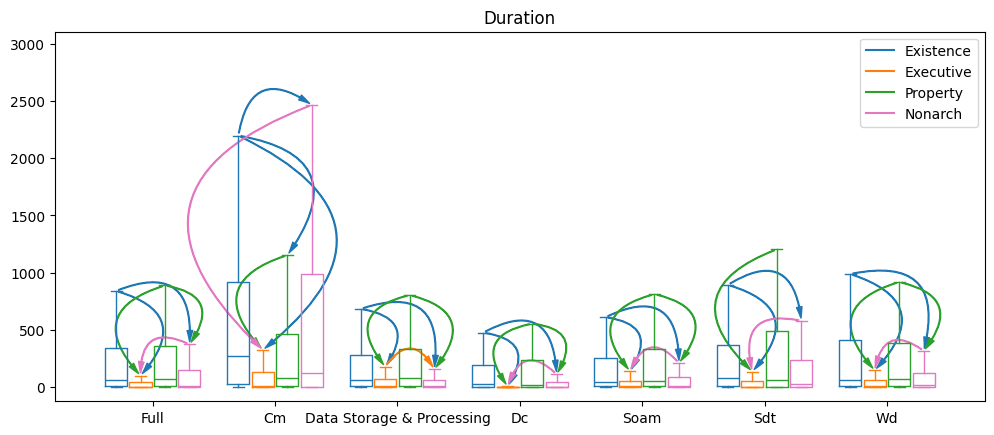 Duration
3000
2500
2000
1500
1000
500
0
Existence
Executive
Property
Nonarch
Full Cm Data Storage & Processing Dc Soam Sdt Wd